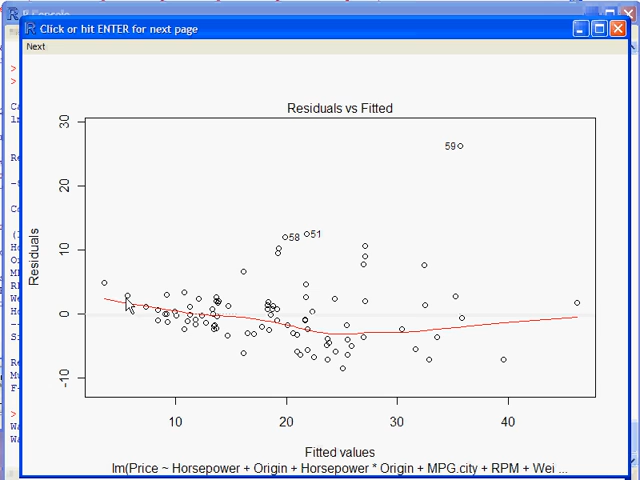 R Console
Click or hit ENTER for next page
Next
Residuals vs Fitted
30
59
20
58 51
10
Residuals
0
-10
10 20 30 40
Fitted values
lm(Price ~ Horsepower + Origin + Horsepower * Origin + MPG.city + RPM + Wei ...